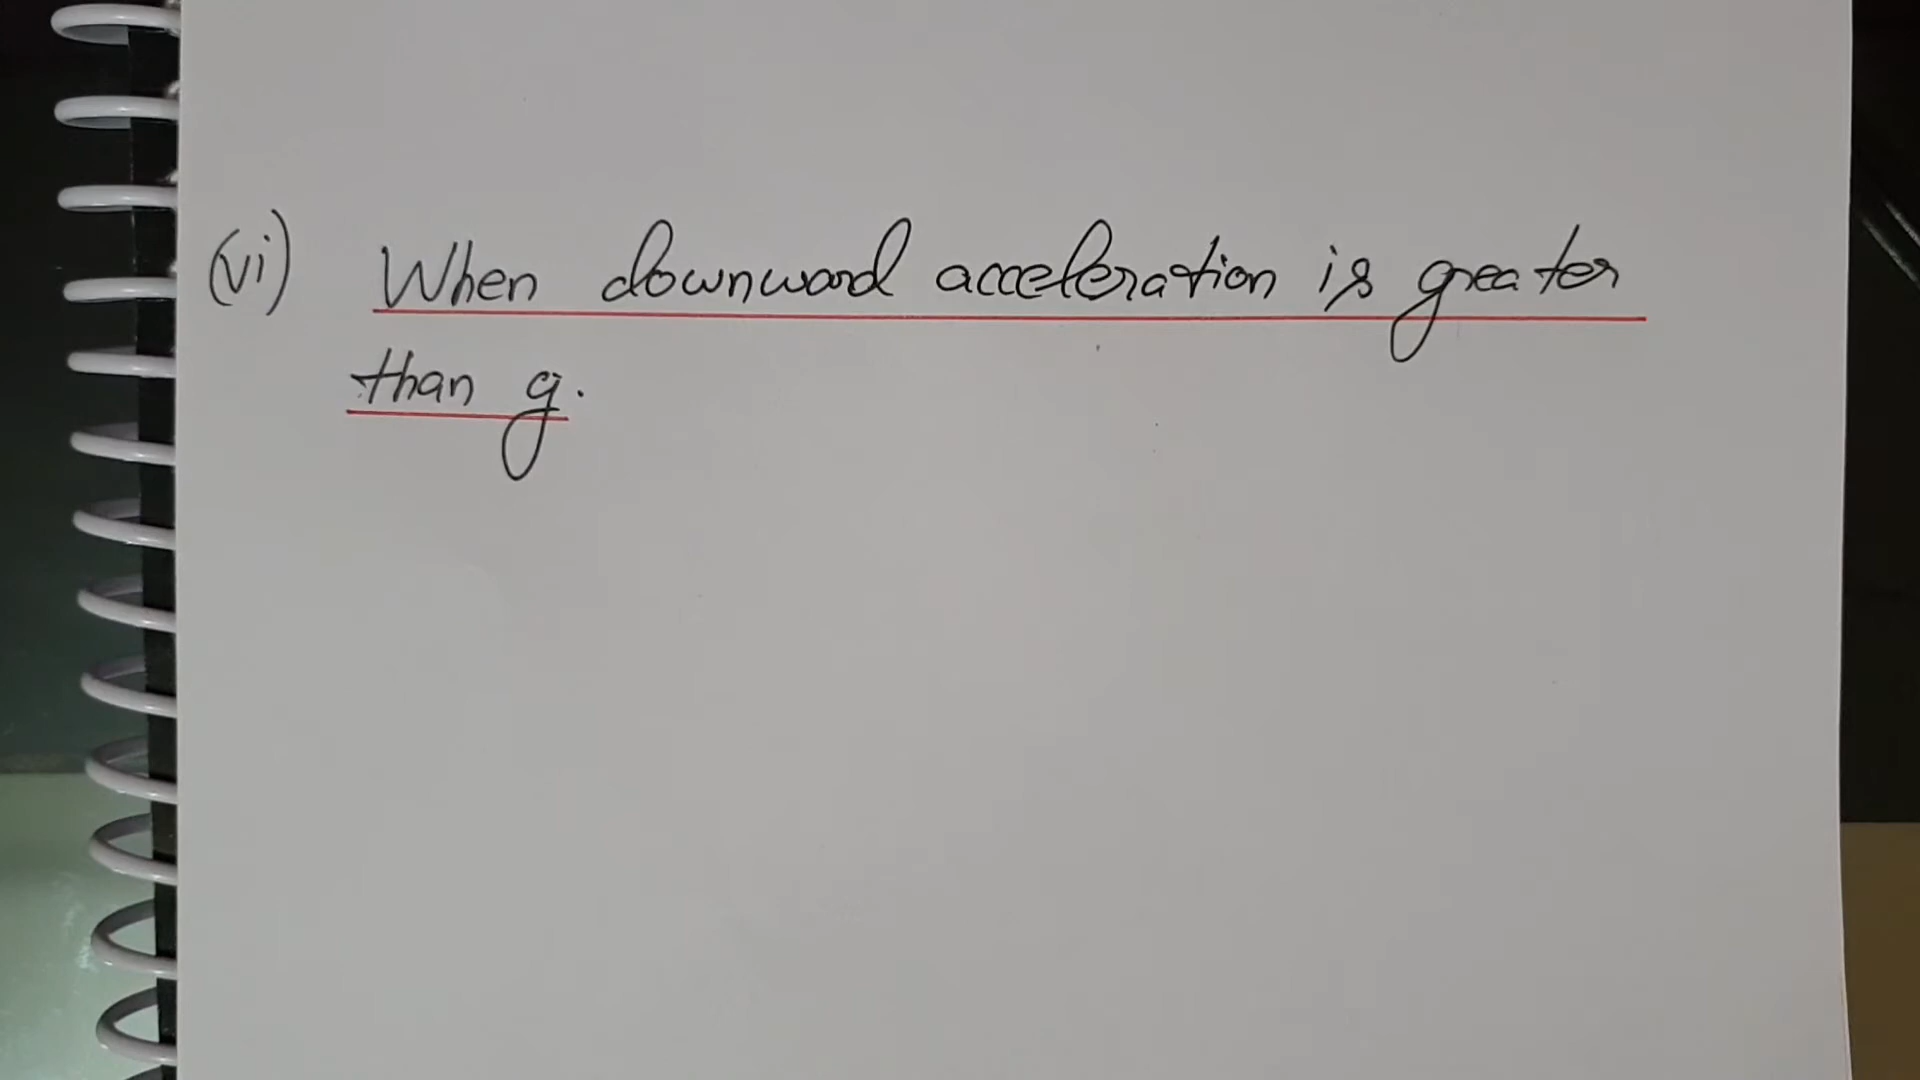 (vi) When downward acceleration is greater
than g.